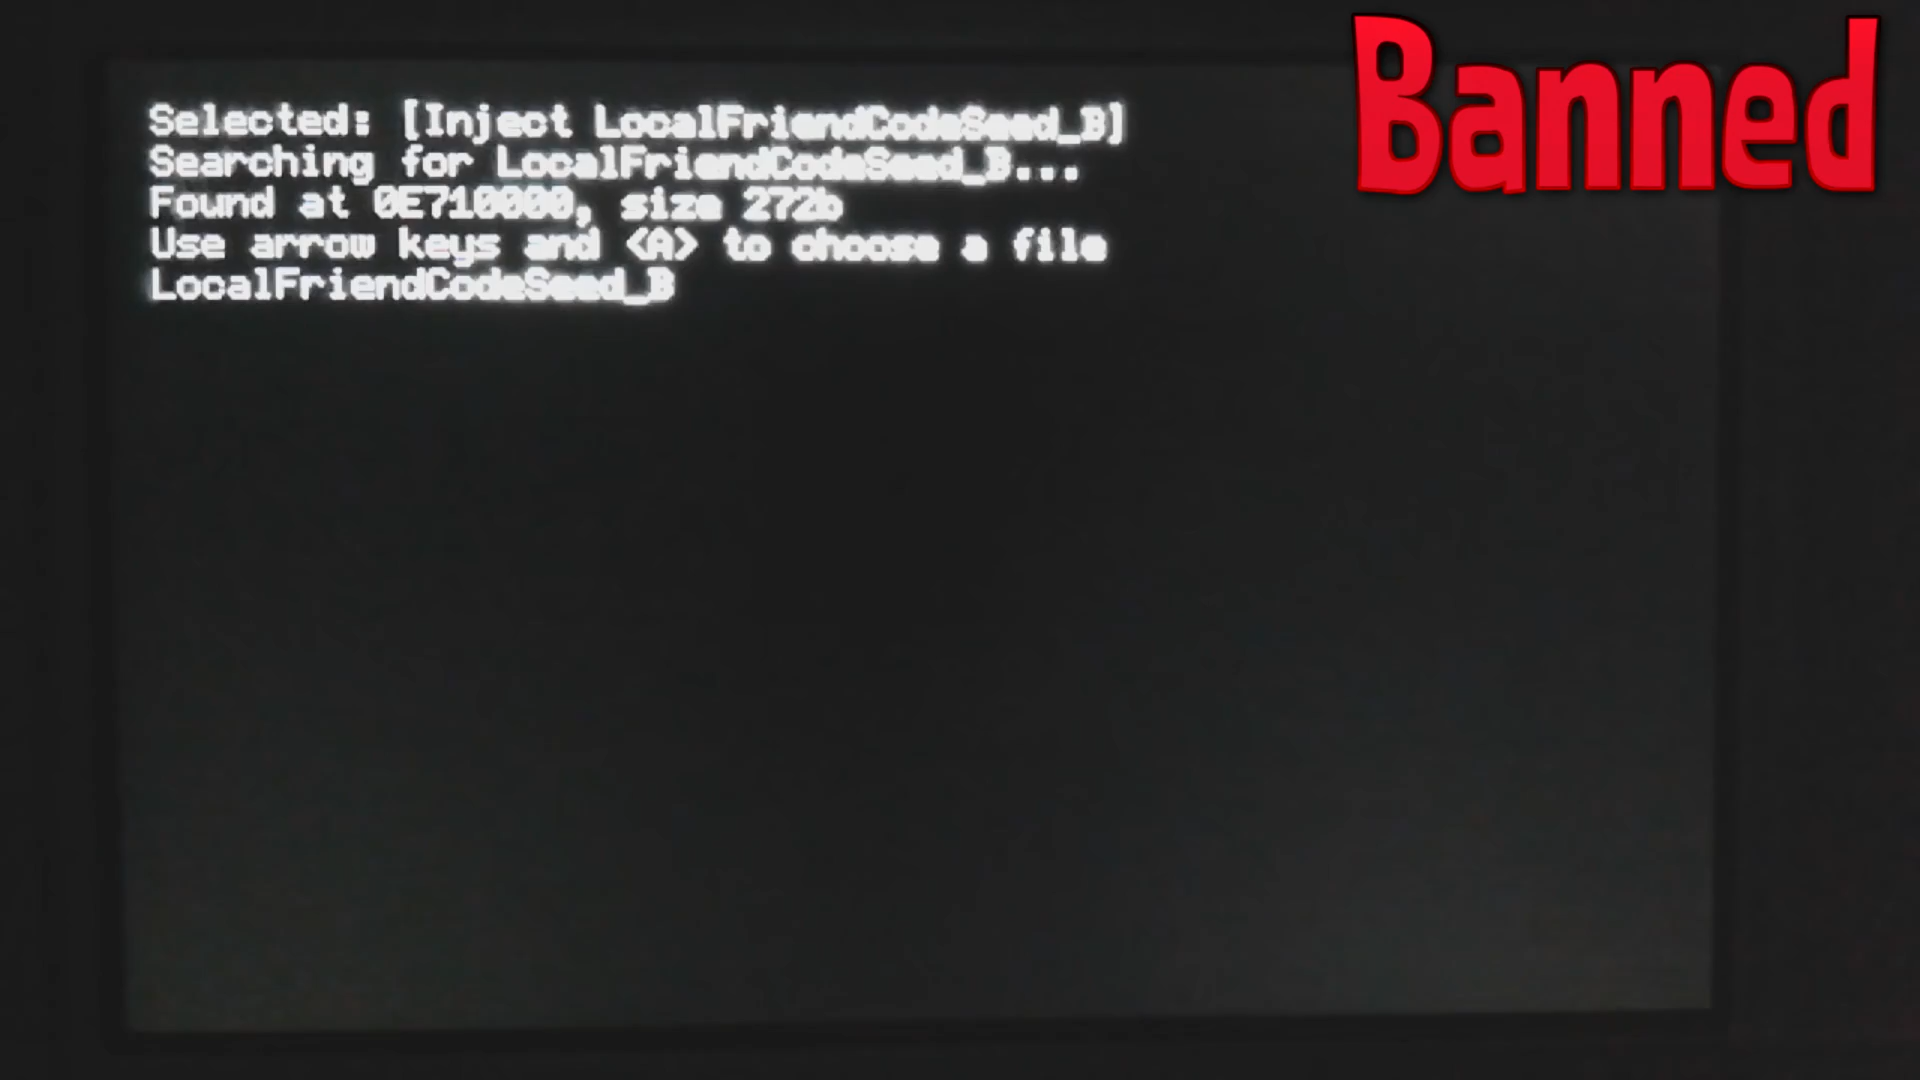 Banned
Selected: [Inject LocalFriendCodeSeed_B]
Searching for LocalFriendCodeSeed_B...
Found at 0E710000, size 272b
Use arrow keys and <A> to choose a file
LocalFriendCodeSeed_B